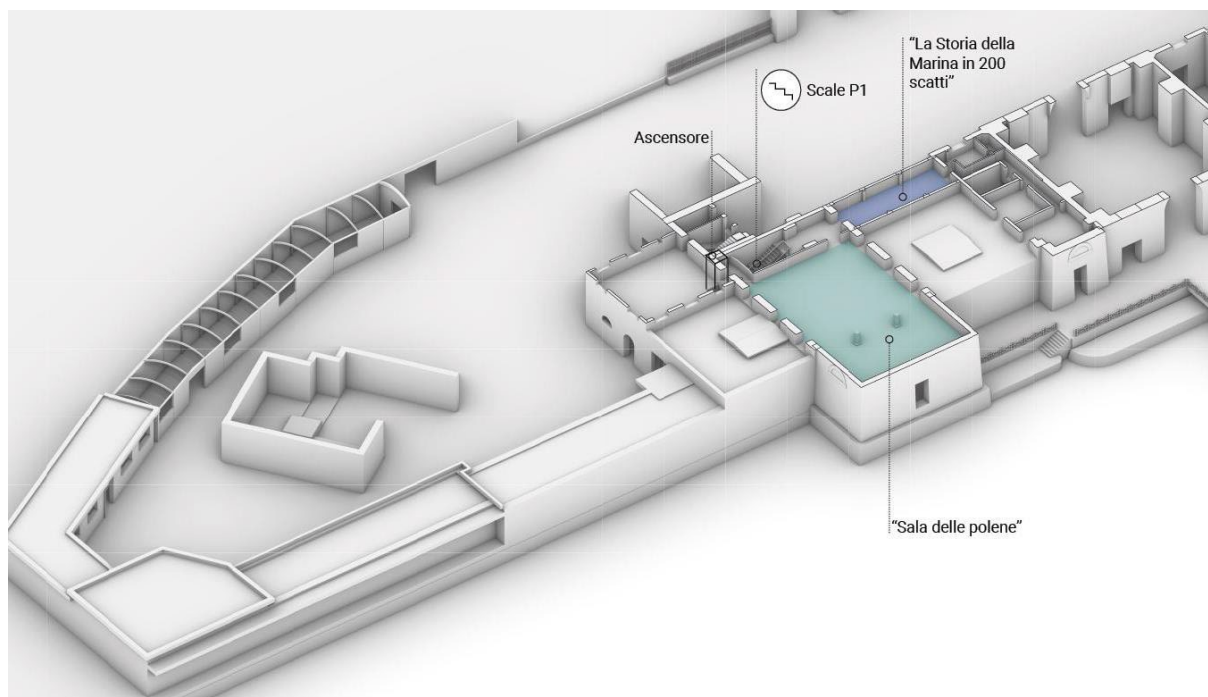 “La Storia della
Marina in 200
scatti”
Scale P1
Ascensore
“Sala delle polene”